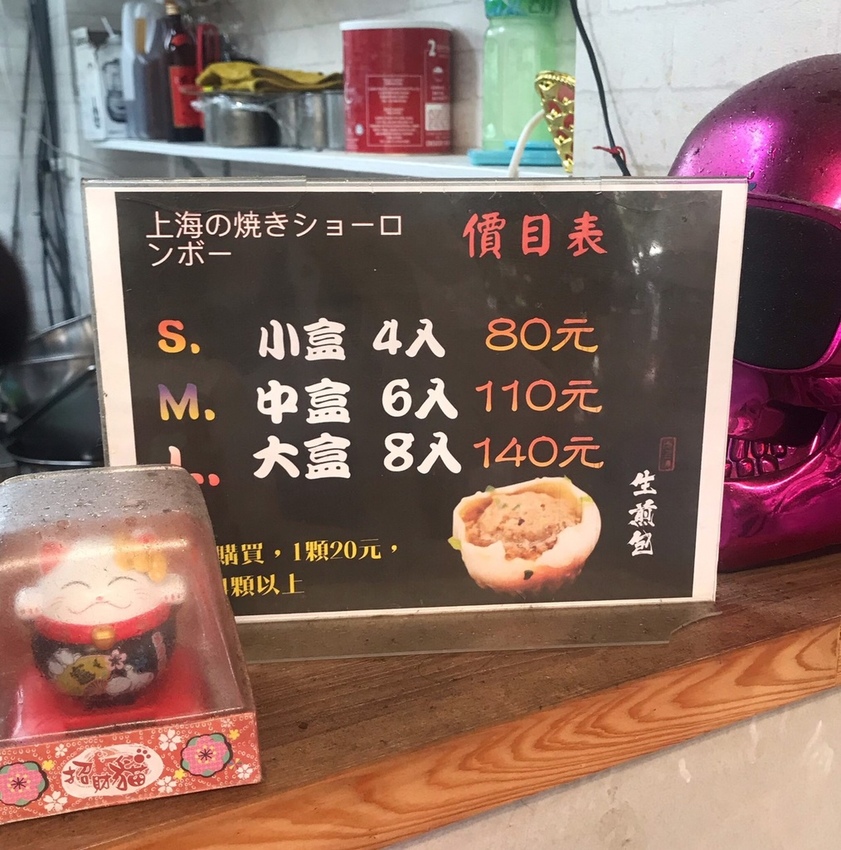 上海の焼きショーロ
ンボー
價目表
S. 小盒 4入 80元
M. 中盒 6入 110元
L. 大盒 8入 140元
購買，1顆20元，
顆以上
生煎包
招財貓
2